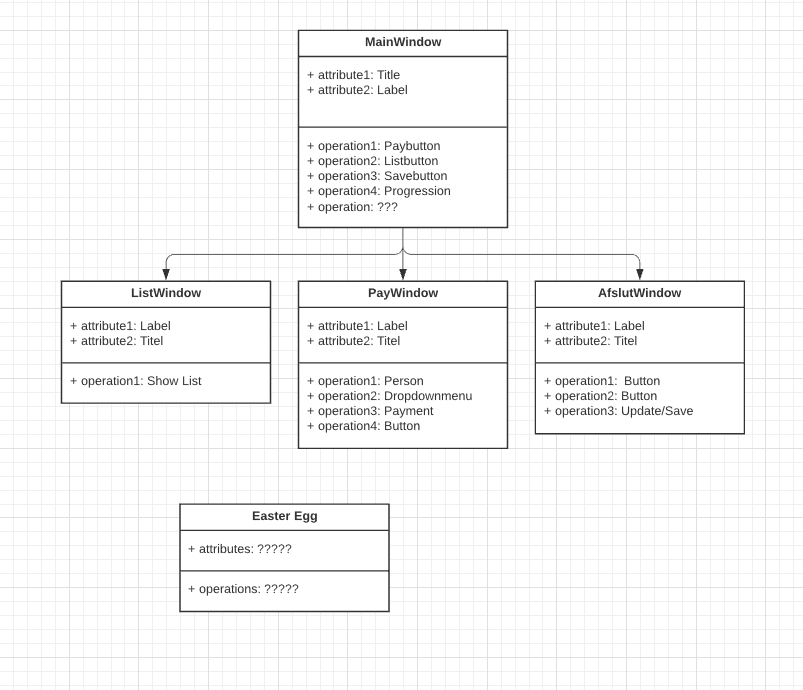 MainWindow
+ attribute1: Title
+ attribute2: Label
+ operation1: Paybutton
+ operation2: Listbutton
+ operation3: Savebutton
+ operation4: Progression
+ operation: ???
ListWindow
+ attribute1: Label
+ attribute2: Titel
+ operation1: Show List
PayWindow
+ attribute1: Label
+ attribute2: Titel
+ operation1: Person
+ operation2: Dropdownmenu
+ operation3: Payment
+ operation4: Button
AfslutWindow
+ attribute1: Label
+ attribute2: Titel
+ operation1:  Button
+ operation2: Button
+ operation3: Update/Save
Easter Egg
+ attributes: ?????
+ operations: ?????